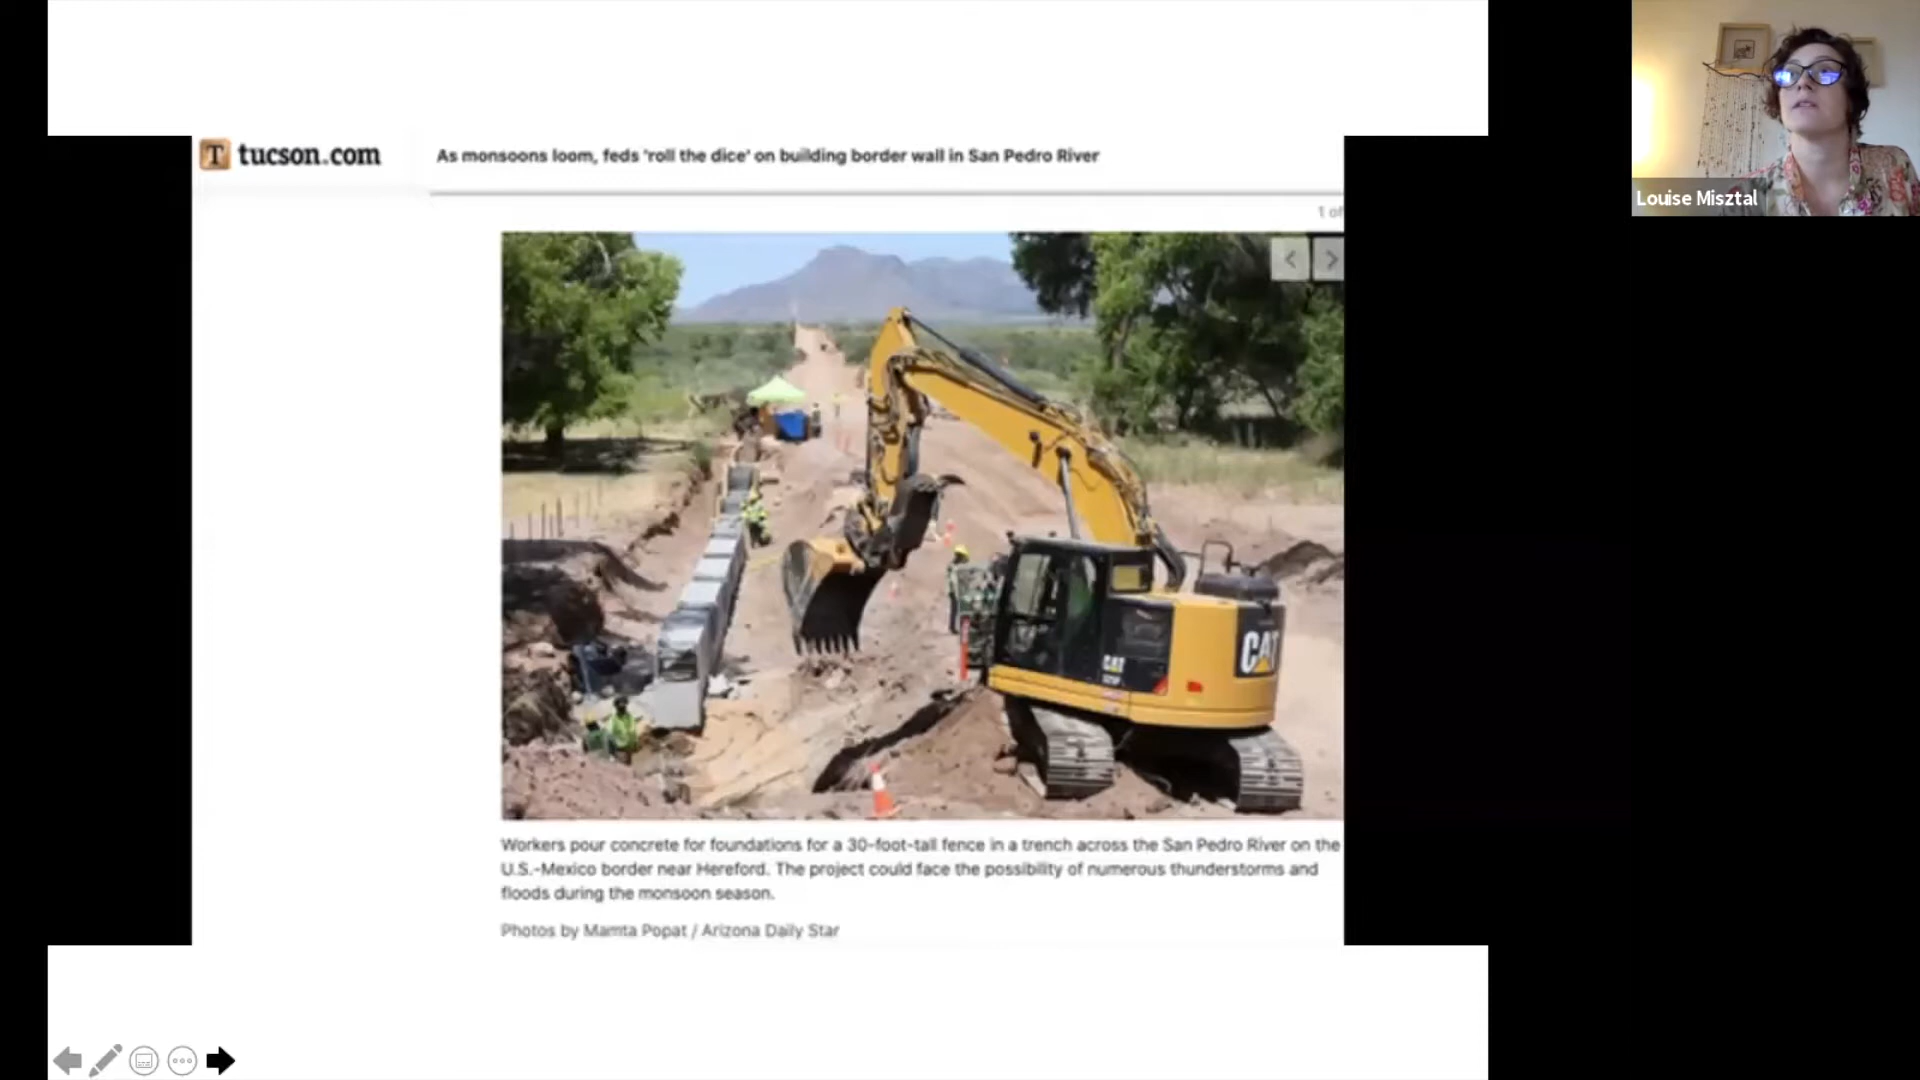 T tucson.com
As monsoons loom, feds 'roll the dice' on building border wall in San Pedro River
1 of
CAT
CAT
Workers pour concrete for foundations for a 30-foot-tall fence in a trench across the San Pedro River on the
U.S.-Mexico border near Hereford. The project could face the possibility of numerous thunderstorms and
floods during the monsoon season.
Photos by Mamta Popat / Arizona Daily Star
Louise Misztal